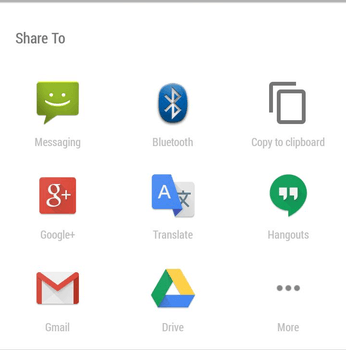 Share To
Messaging
Bluetooth
Copy to clipboard
g+
A
文
Google+
Translate
Hangouts
Gmail
Drive
More